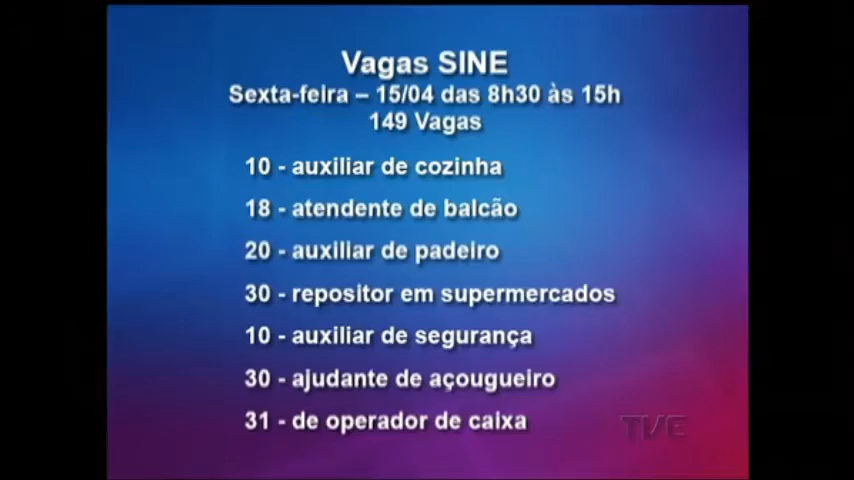 Vagas SINE
Sexta-feira – 15/04 das 8h30 às 15h
149 Vagas
10 - auxiliar de cozinha
18 - atendente de balcão
20 - auxiliar de padeiro
30 - repositor em supermercados
10 - auxiliar de segurança
30 - ajudante de açougueiro
31 - de operador de caixa
TVE